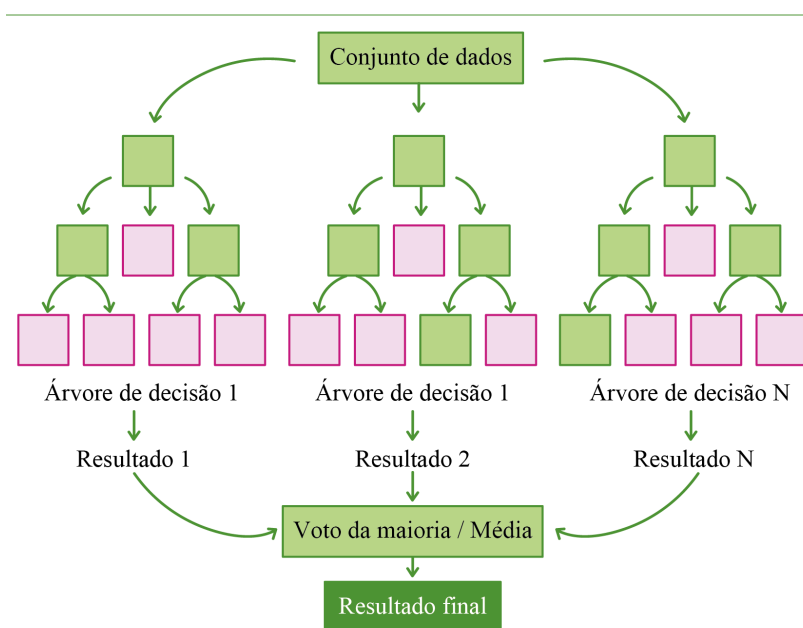 Conjunto de dados
Árvore de decisão 1
Árvore de decisão 1
Árvore de decisão N
Resultado 1
Resultado 2
Resultado N
Voto da maioria / Média
Resultado final